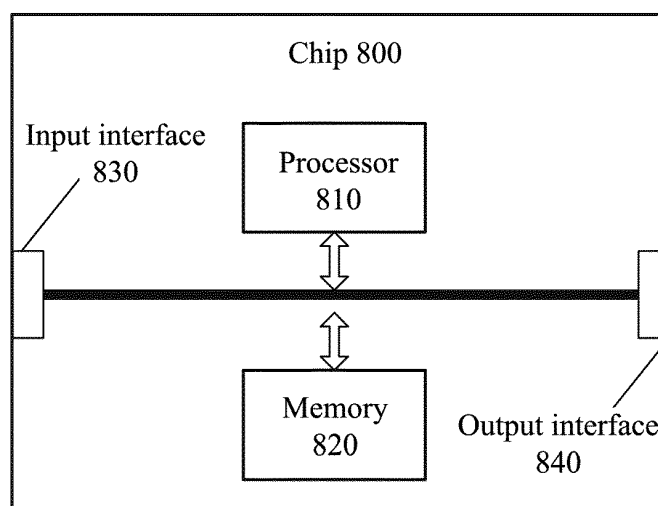 Chip 800
Input interface
830
Processor
810
Memory
820
Output interface
840